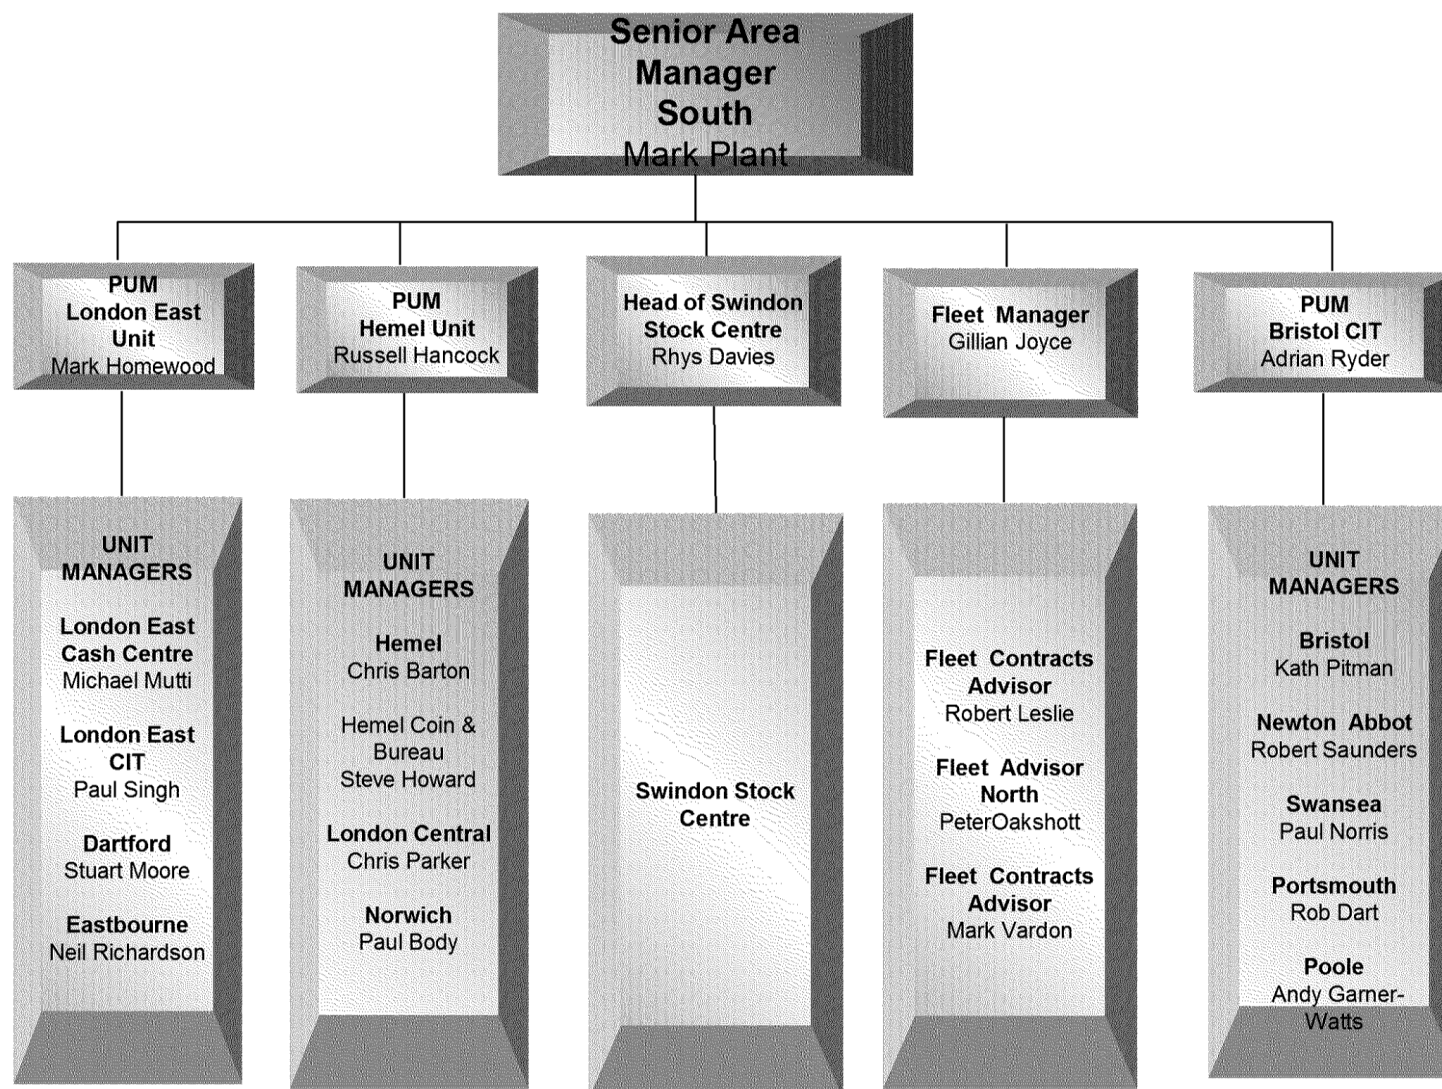 Senior Area
Manager
South
Mark Plant
PUM
London East
Unit
Mark Homewood
PUM
Hemel Unit
Russell Hancock
Head of Swindon
Stock Centre
Rhys Davies
Fleet Manager
Gillian Joyce
PUM
Bristol CIT
Adrian Ryder
UNIT
MANAGERS
London East
Cash Centre
Michael Mutti
London East
CIT
Paul Singh
Dartford
Stuart Moore
Eastbourne
Neil Richardson
UNIT
MANAGERS
Hemel
Chris Barton
Hemel Coin &
Bureau
Steve Howard
London Central
Chris Parker
Norwich
Paul Body
Swindon Stock
Centre
Fleet Contracts
Advisor
Robert Leslie
Fleet Advisor
North
PeterOakshott
Fleet Contracts
Advisor
Mark Vardon
UNIT
MANAGERS
Bristol
Kath Pitman
Newton Abbot
Robert Saunders
Swansea
Paul Norris
Portsmouth
Rob Dart
Poole
Andy Garner-
Watts